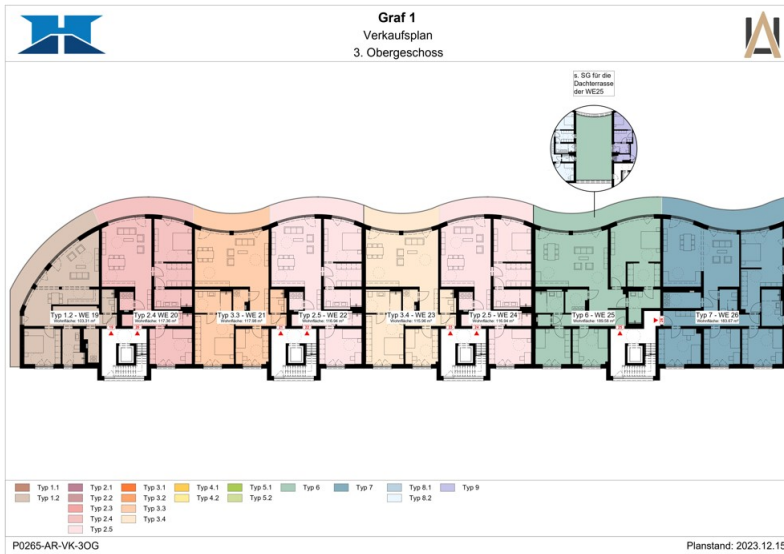 Graf 1
Verkaufsplan
3. Obergeschoss
s. SG für die
Dachterrasse
der WE25
Typ 1.2 - WE 19
Typ 2.4 WE 20
Typ 3.3 - WE 21
Typ 2.5 - WE 22
Typ 3.4 - WE 23
Typ 2.5 - WE 24
Typ 6 - WE 25
Typ 7 - WE 26
Typ 1.1
Typ 2.1
Typ 3.1
Typ 4.1
Typ 5.1
Typ 6
Typ 7
Typ 8.1
Typ 9
Typ 1.2
Typ 2.2
Typ 3.2
Typ 4.2
Typ 5.2
Typ 8.2
Typ 2.3
Typ 3.3
Typ 2.4
Typ 3.4
Typ 2.5
P0265-AR-VK-3OG
Planstand: 2023.12.15